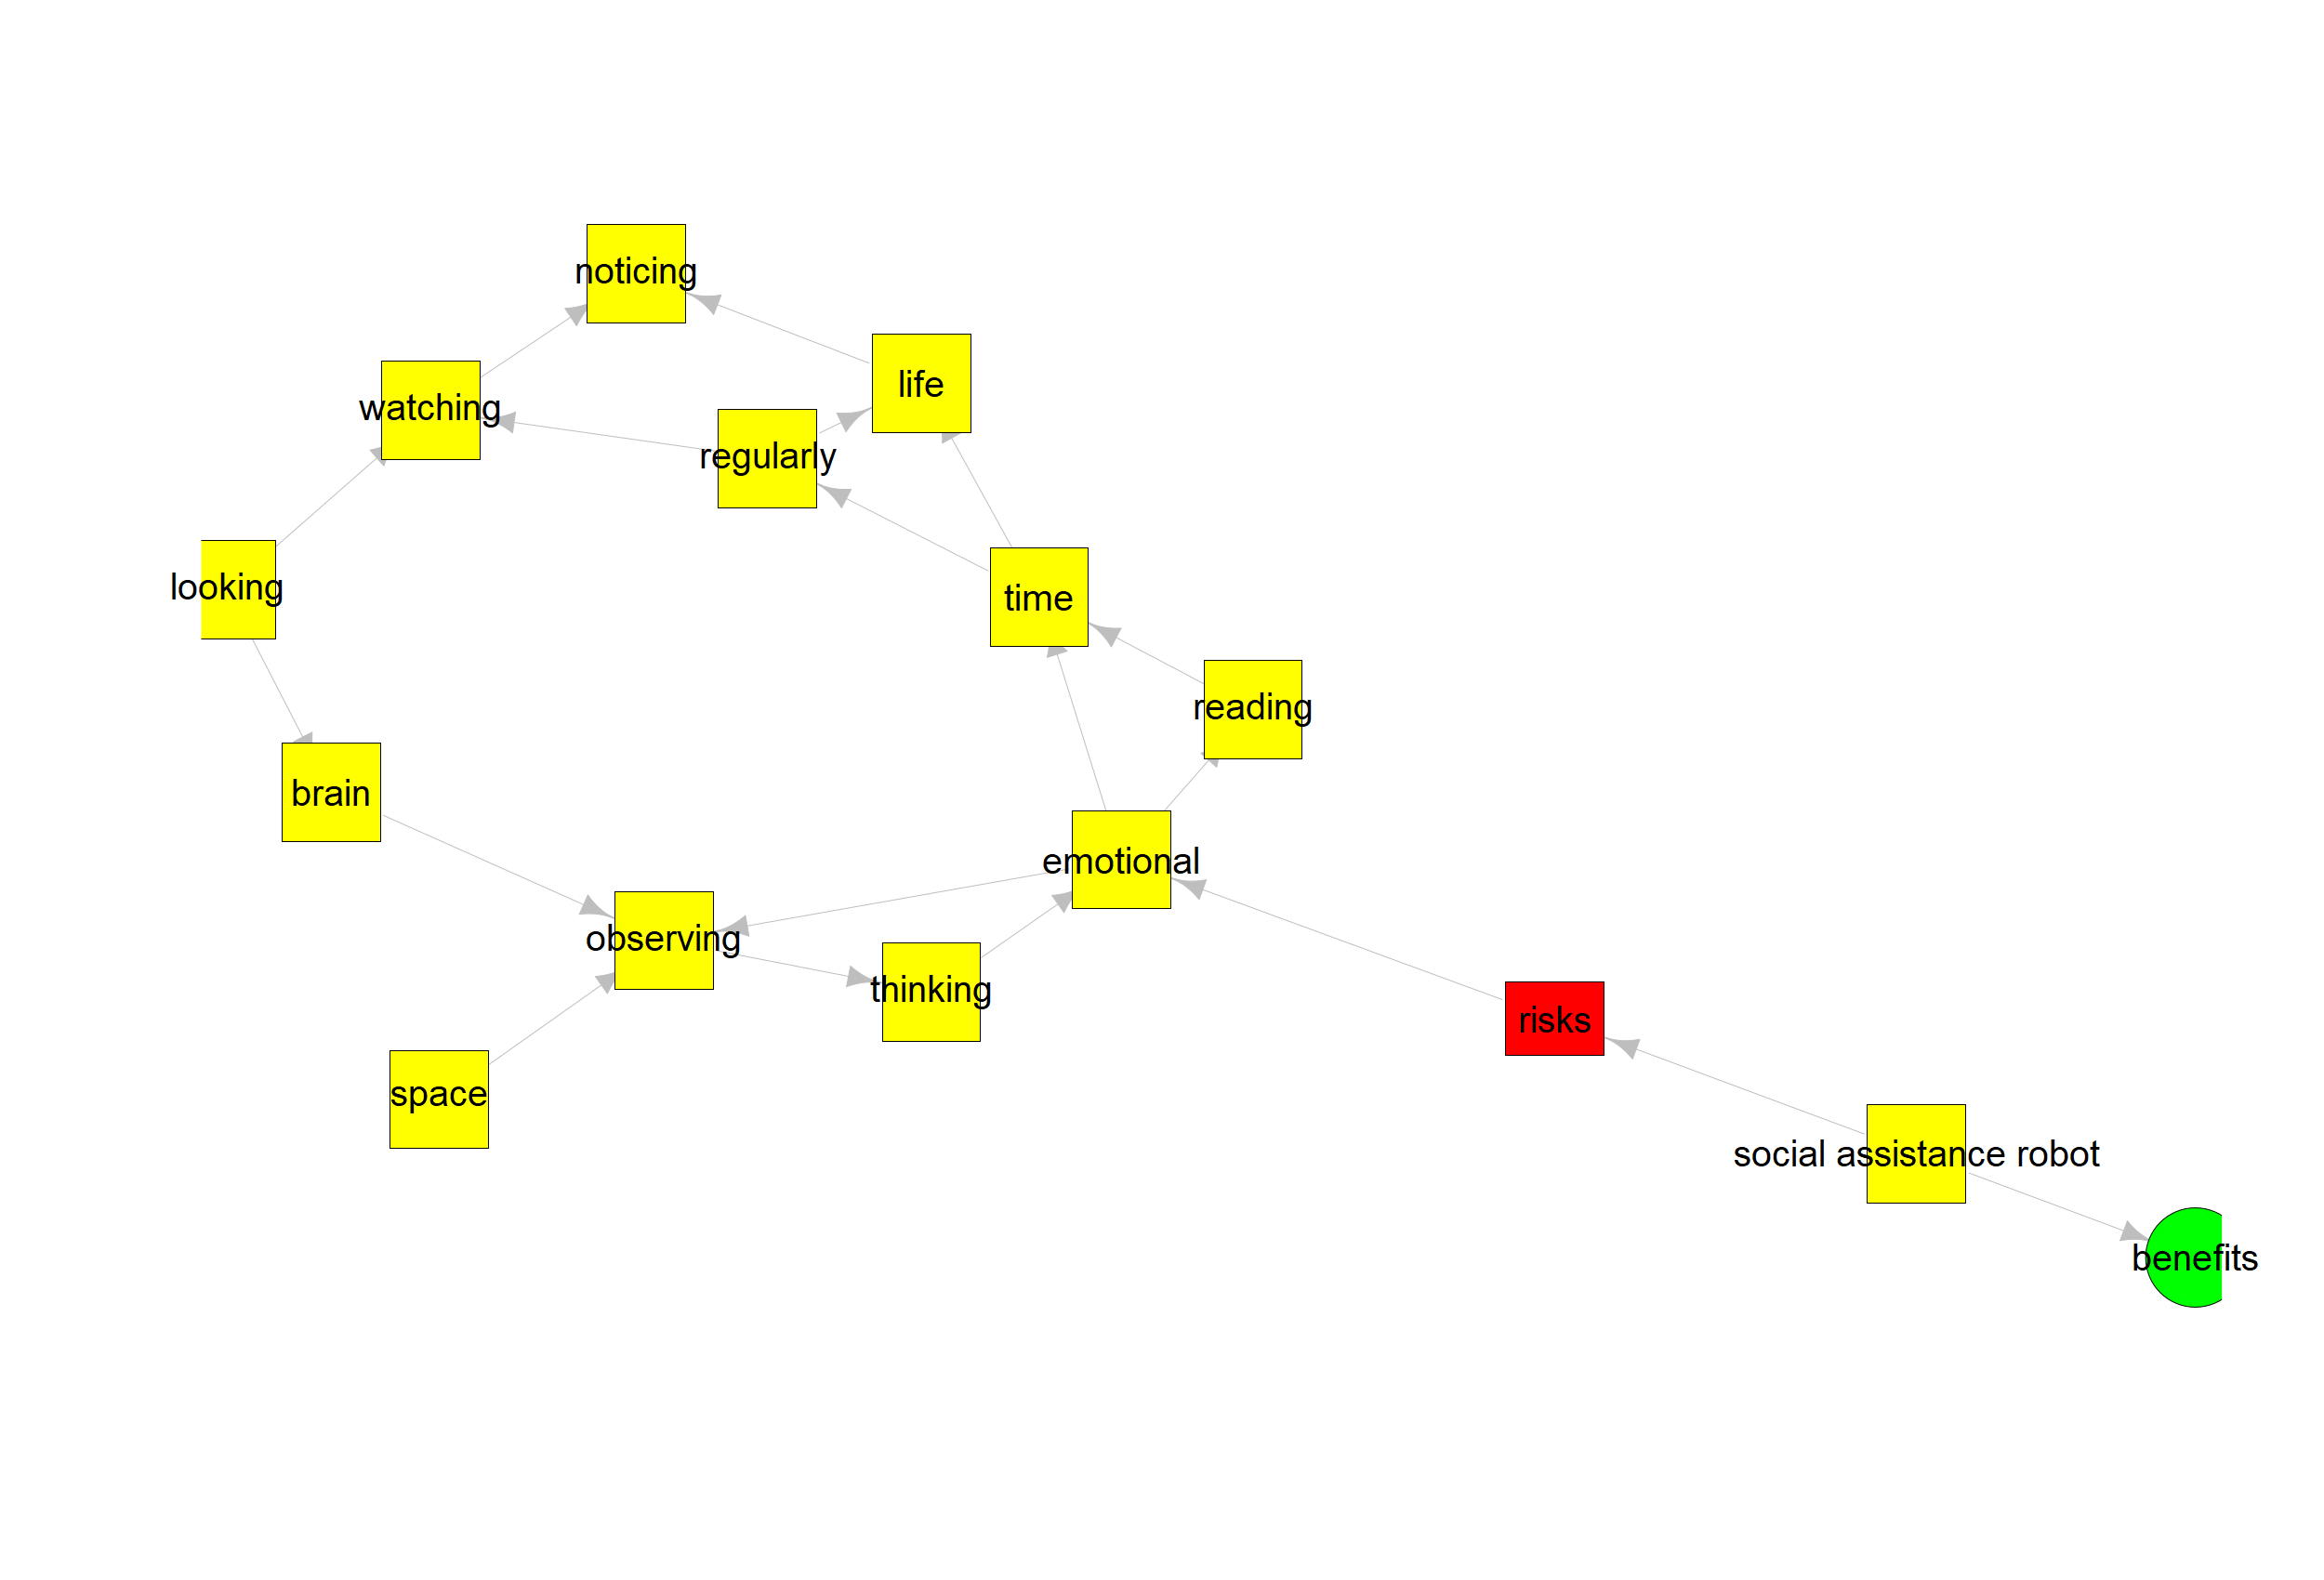 noticing
life
watching
regularly
looking
time
reading
brain
emotional
observing
thinking
risks
space
social assistance robot
benefits